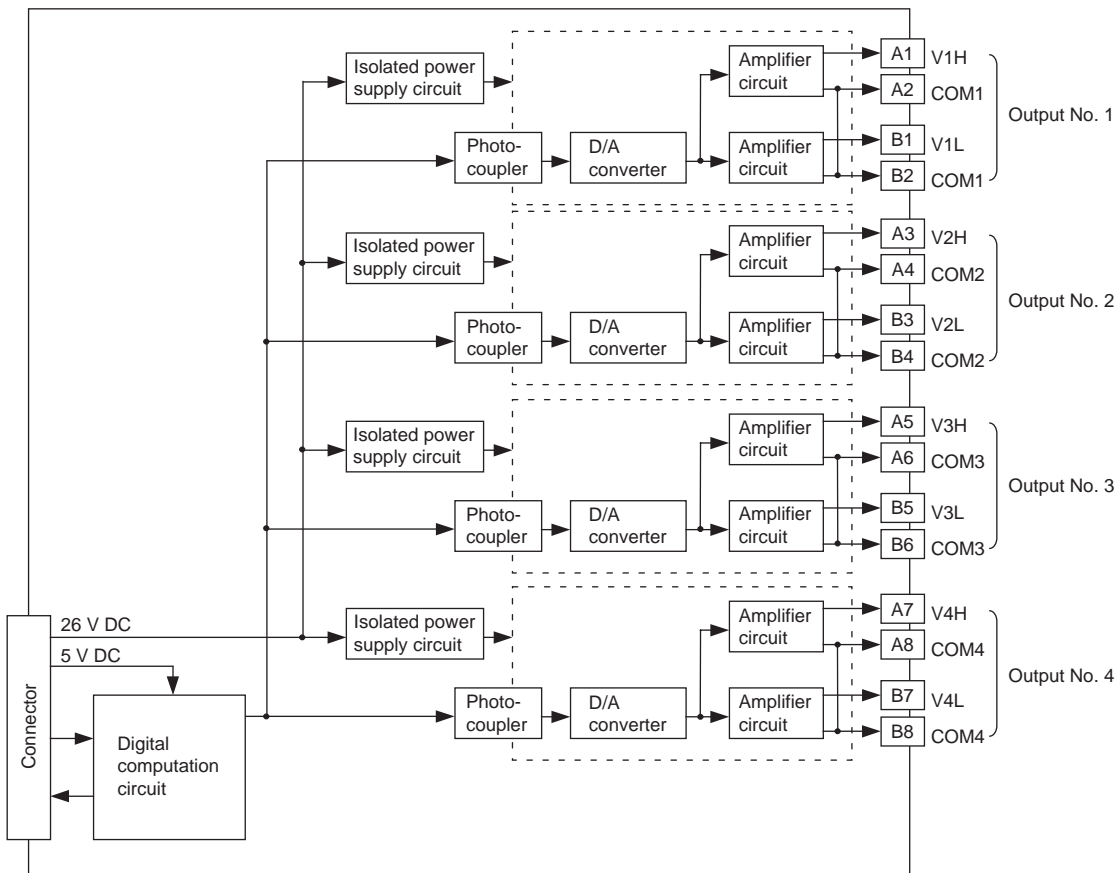 Isolated power
supply circuit
Amplifier
circuit
A1 V1H
A2 COM1
Output No. 1
Photo-
coupler
D/A
converter
Amplifier
circuit
B1 V1L
B2 COM1
Isolated power
supply circuit
Amplifier
circuit
A3 V2H
A4 COM2
Output No. 2
Photo-
coupler
D/A
converter
Amplifier
circuit
B3 V2L
B4 COM2
Isolated power
supply circuit
Amplifier
circuit
A5 V3H
A6 COM3
Output No. 3
Photo-
coupler
D/A
converter
Amplifier
circuit
B5 V3L
B6 COM3
26 V DC
5 V DC
Isolated power
supply circuit
Amplifier
circuit
A7 V4H
A8 COM4
Output No. 4
Photo-
coupler
D/A
converter
Amplifier
circuit
B7 V4L
B8 COM4
Connector
Digital
computation
circuit